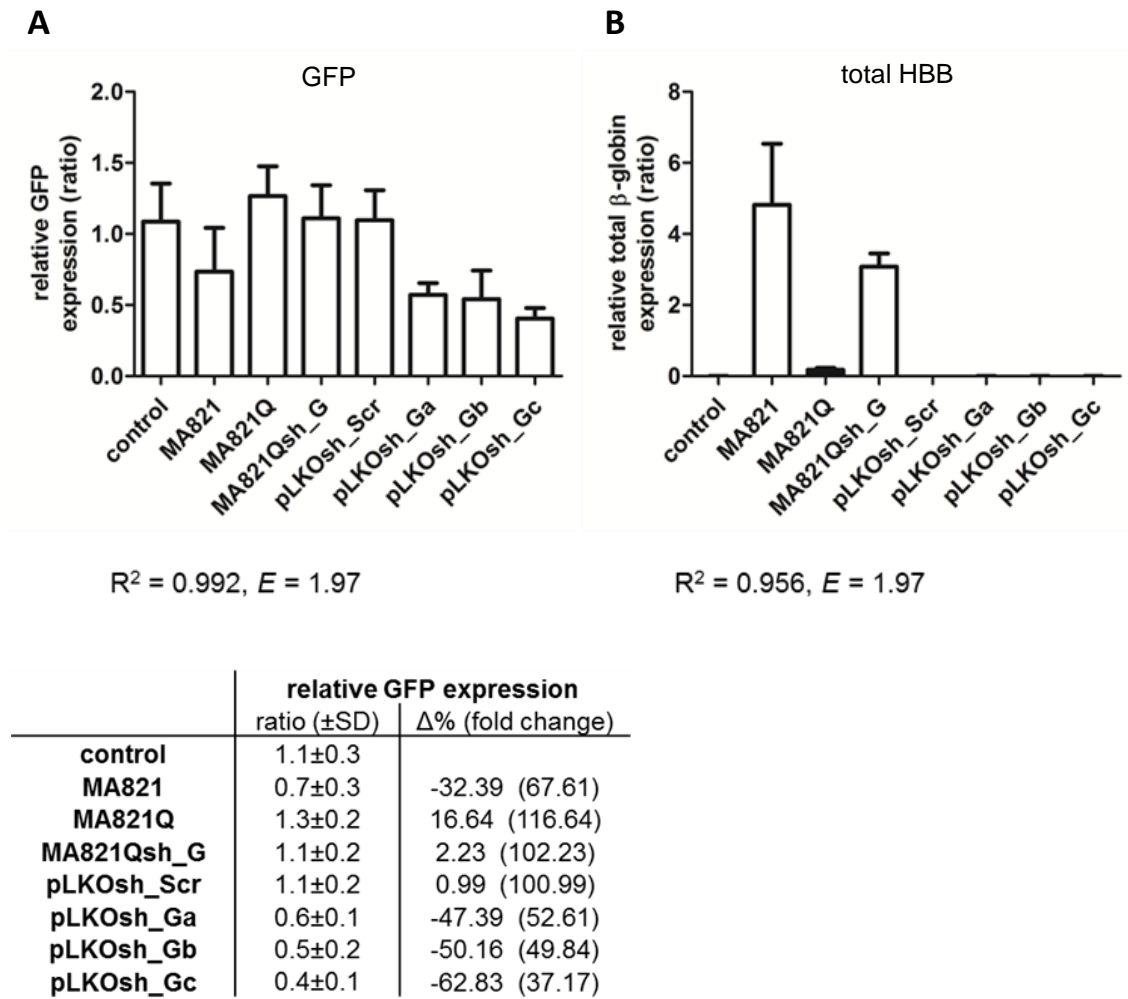 A
GFP
relative GFP
expression (ratio)
2.0
1.5
1.0
0.5
0.0
control
MA821
MA821Q
MA821Qsh_G
pLKOsh_Scr
pLKOsh_Ga
pLKOsh_Gb
pLKOsh_Gc
R² = 0.992, E = 1.97
B
total HBB
relative total β-globin
expression (ratio)
8
6
4
2
0
control
MA821
MA821Q
MA821Qsh_G
pLKOsh_Scr
pLKOsh_Ga
pLKOsh_Gb
pLKOsh_Gc
R² = 0.956, E = 1.97
relative GFP expression
ratio (±SD) Δ% (fold change)
control 1.1±0.3
MA821 0.7±0.3 -32.39 (67.61)
MA821Q 1.3±0.2 16.64 (116.64)
MA821Qsh_G 1.1±0.2 2.23 (102.23)
pLKOsh_Scr 1.1±0.2 0.99 (100.99)
pLKOsh_Ga 0.6±0.1 -47.39 (52.61)
pLKOsh_Gb 0.5±0.2 -50.16 (49.84)
pLKOsh_Gc 0.4±0.1 -62.83 (37.17)